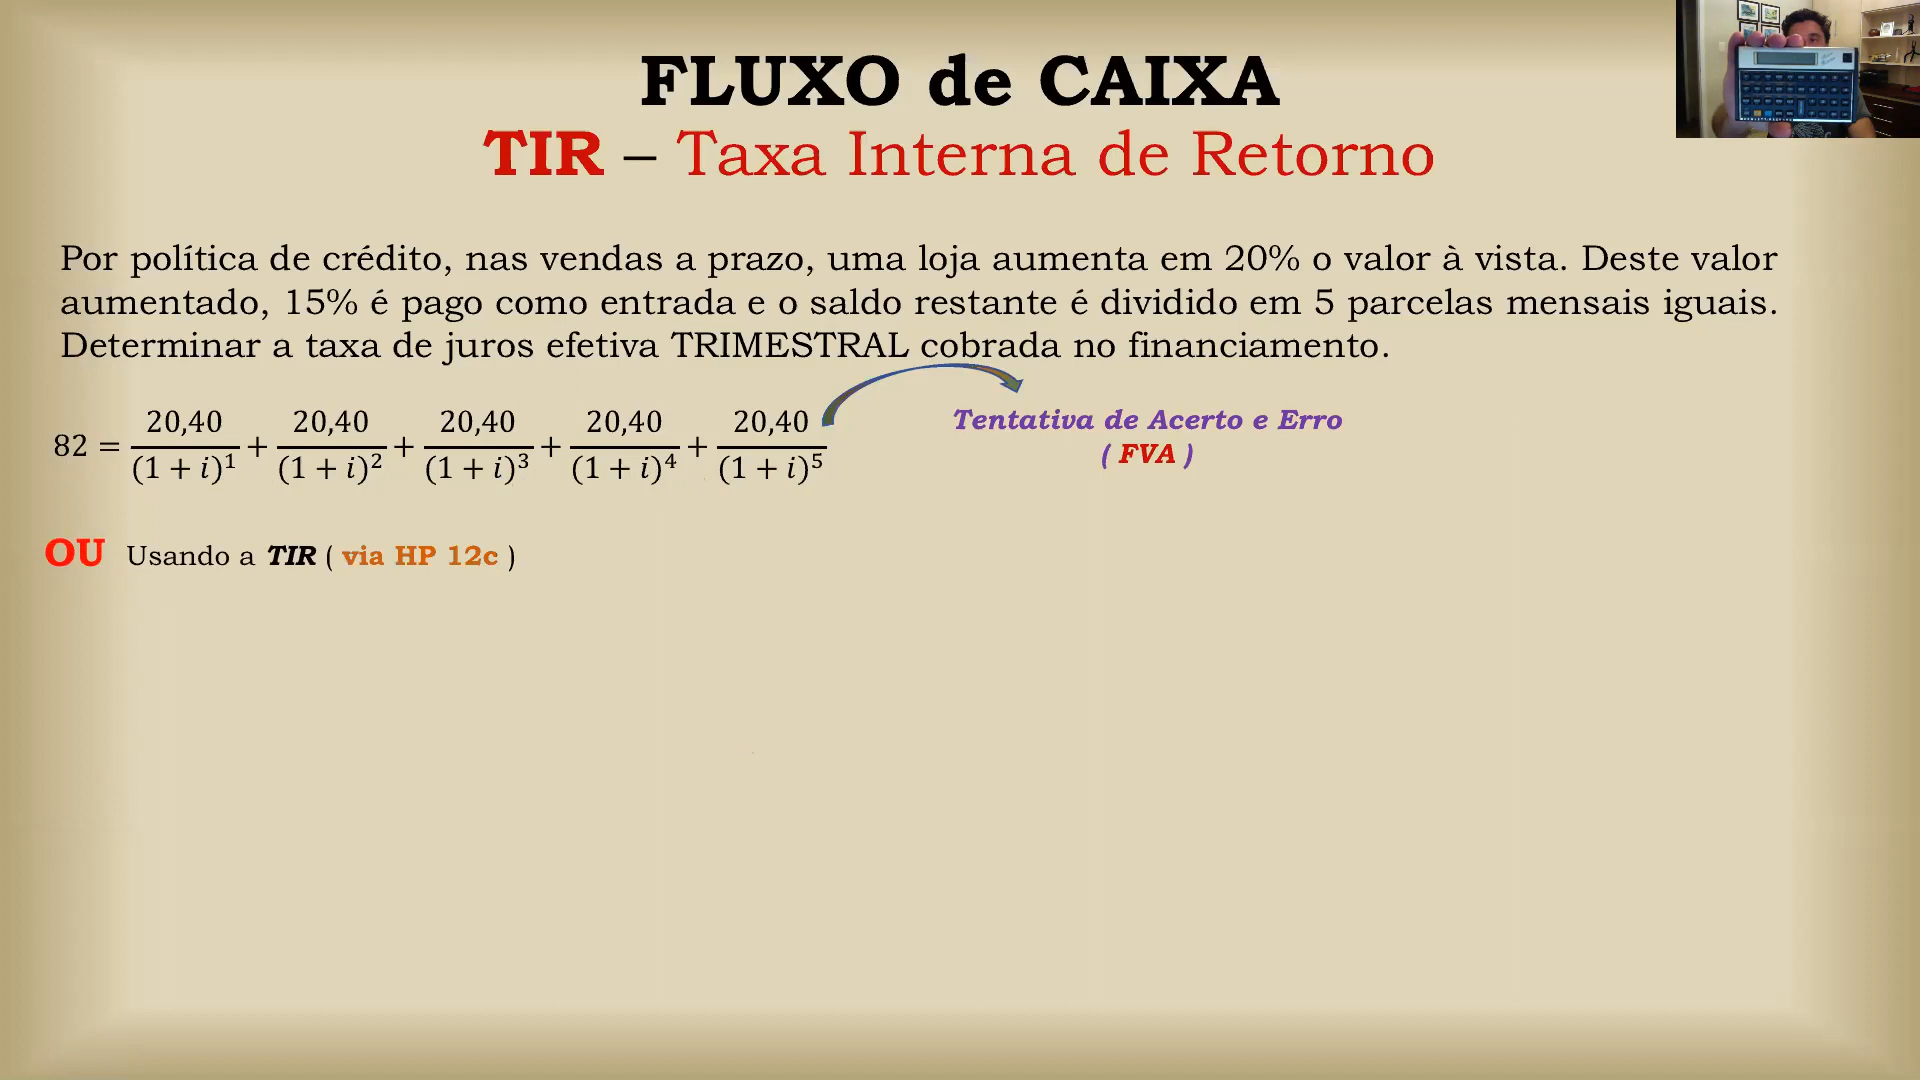 FLUXO de CAIXA
TIR – Taxa Interna de Retorno
Por política de crédito, nas vendas a prazo, uma loja aumenta em 20% o valor à vista. Deste valor
aumentado, 15% é pago como entrada e o saldo restante é dividido em 5 parcelas mensais iguais.
Determinar a taxa de juros efetiva TRIMESTRAL cobrada no financiamento.
82 = 20,40/(1 + i)^1 + 20,40/(1 + i)^2 + 20,40/(1 + i)^3 + 20,40/(1 + i)^4 + 20,40/(1 + i)^5
Tentativa de Acerto e Erro
( FVA )
OU Usando a TIR ( via HP 12c )